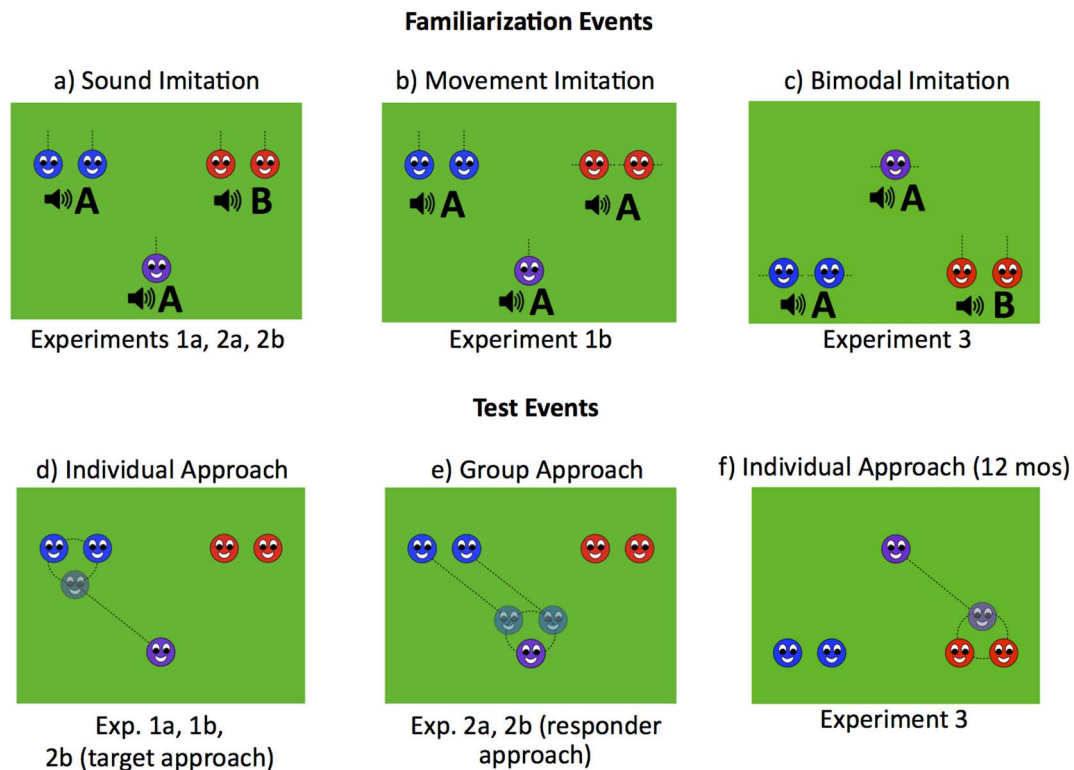 Familiarization Events
a) Sound Imitation
b) Movement Imitation
c) Bimodal Imitation
A
B
A
A
A
A
A
A
B
Experiments 1a, 2a, 2b
Experiment 1b
Experiment 3
Test Events
d) Individual Approach
e) Group Approach
f) Individual Approach (12 mos)
Exp. 1a, 1b,
2b (target approach)
Exp. 2a, 2b (responder
approach)
Experiment 3